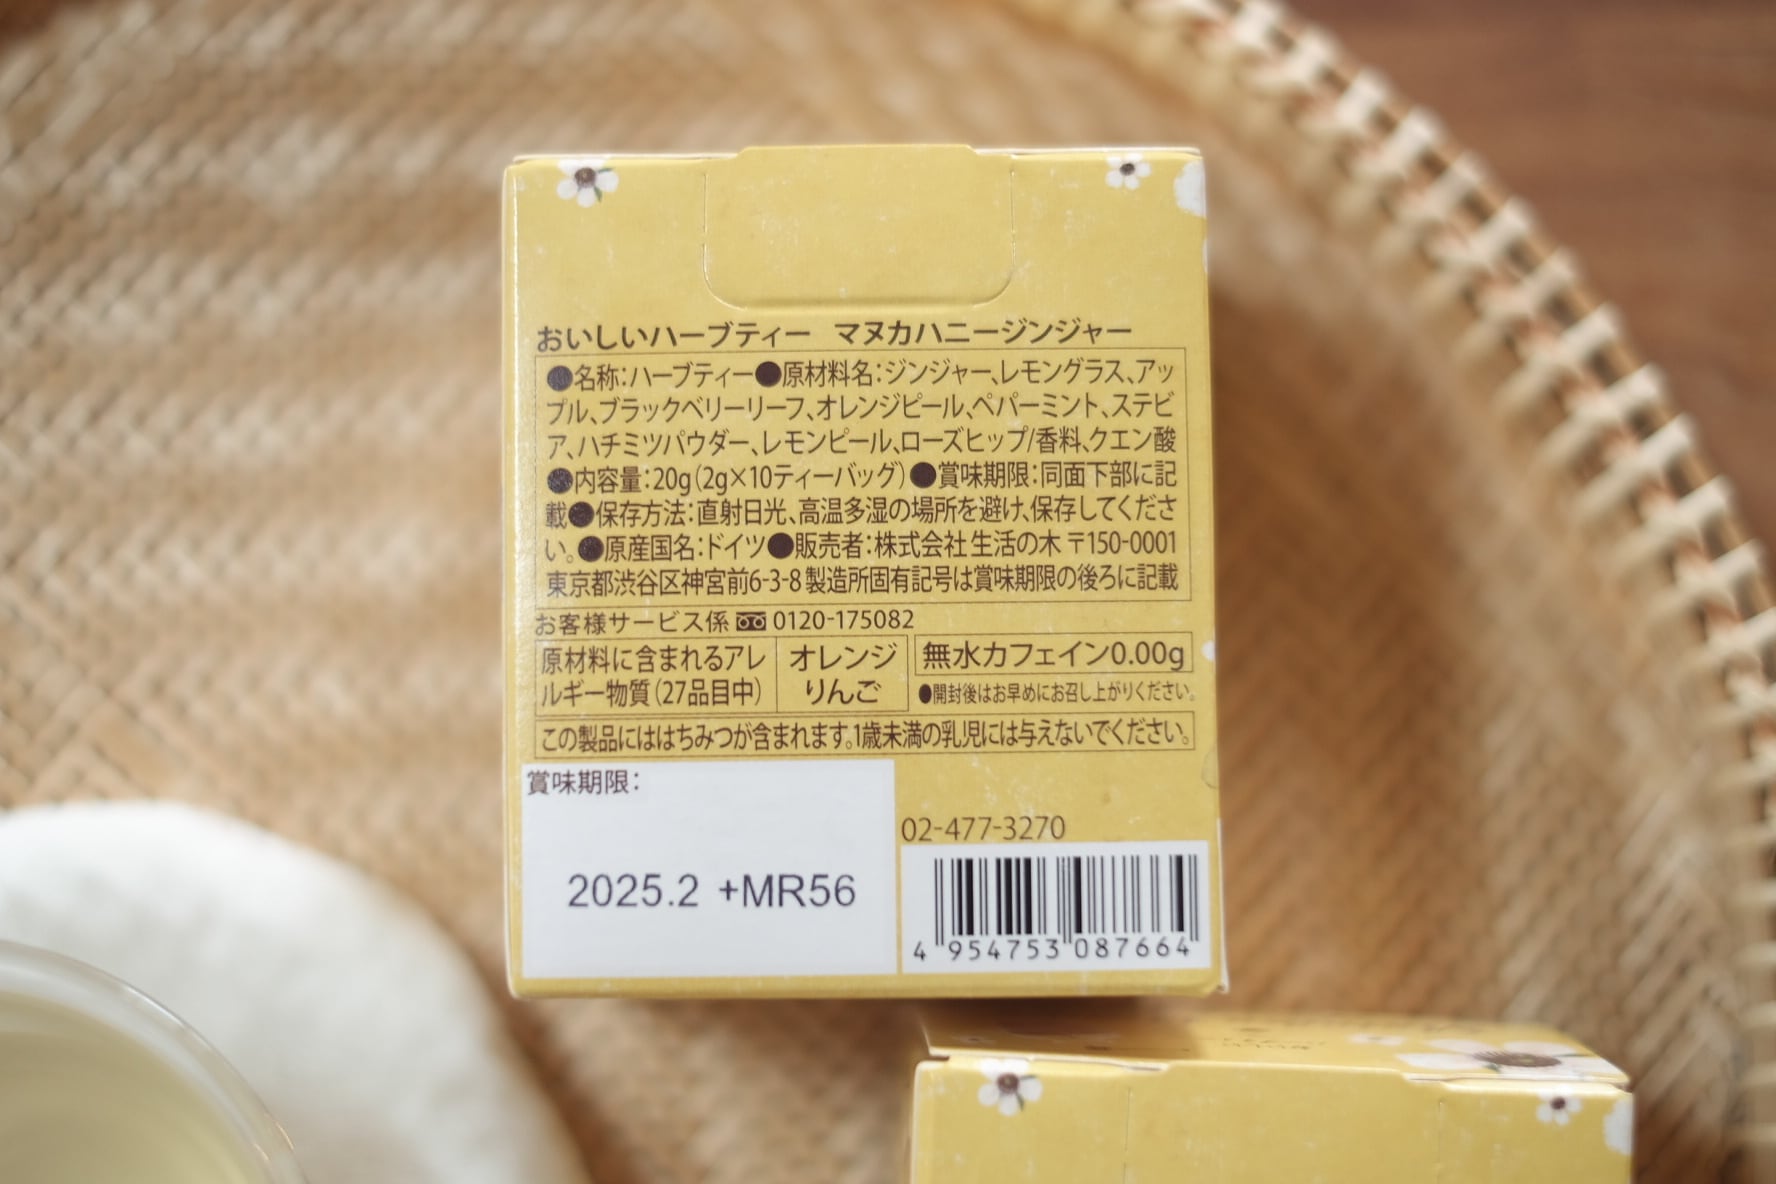 おいしいハーブティー マヌカハニージンジャー
●名称:ハーブティー●原材料名:ジンジャー、レモングラス、アッ
プル、ブラックベリーリーフ、オレンジピール、ペパーミント、ステビ
ア、ハチミツパウダー、レモンピール、ローズヒップ/香料、クエン酸
●内容量:20g(2g×10ティーバッグ)●賞味期限:同面下部に記
載●保存方法:直射日光、高温多湿の場所を避け、保存してくださ
い。●原産国名:ドイツ●販売者:株式会社生活の木 〒150-0001
東京都渋谷区神宮前6-3-8 製造所固有記号は賞味期限の後ろに記載
お客様サービス係 0120-175082
原材料に含まれるアレ
ルギー物質(27品目中)
オレンジ
りんご
無水カフェイン0.00g
●開封後はお早めにお召し上がりください。
この製品にははちみつが含まれます。1歳未満の乳児には与えないでください。
賞味期限:
2025.2 +MR56
02-477-3270
4 954753 087664